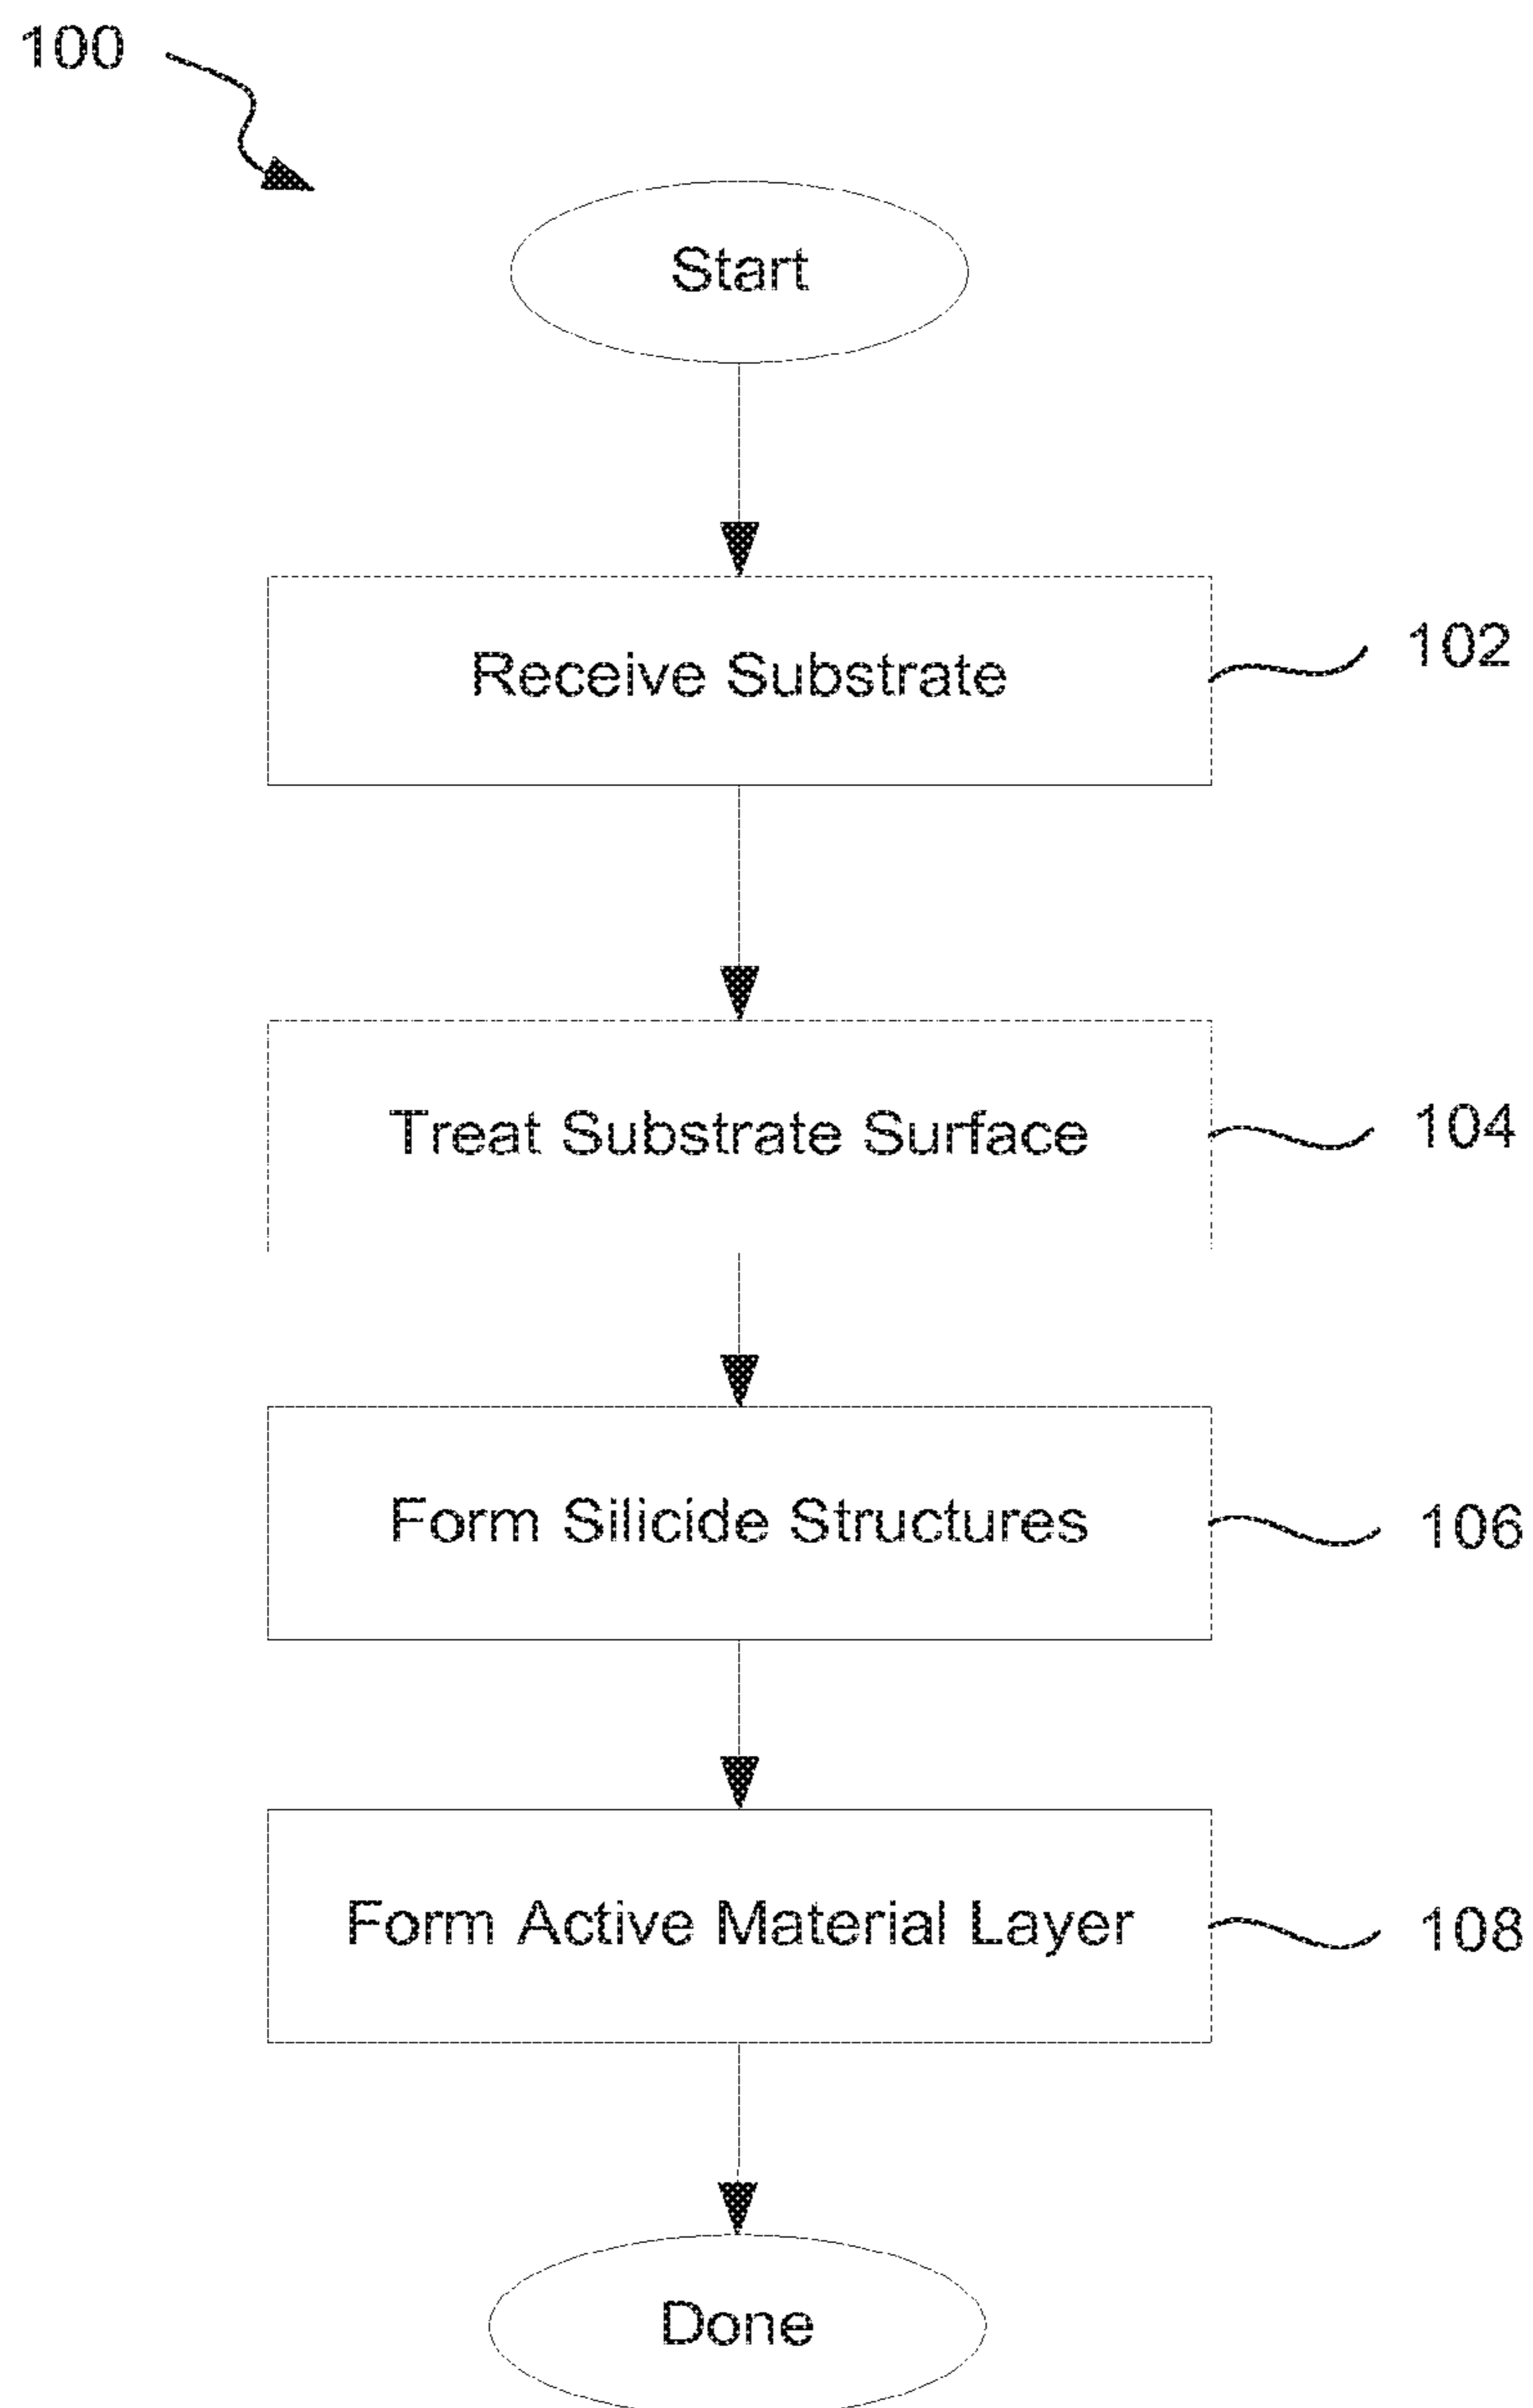 100
Start
Receive Substrate
102
Treat Substrate Surface
104
Form Silicide Structures
106
Form Active Material Layer
108
Done